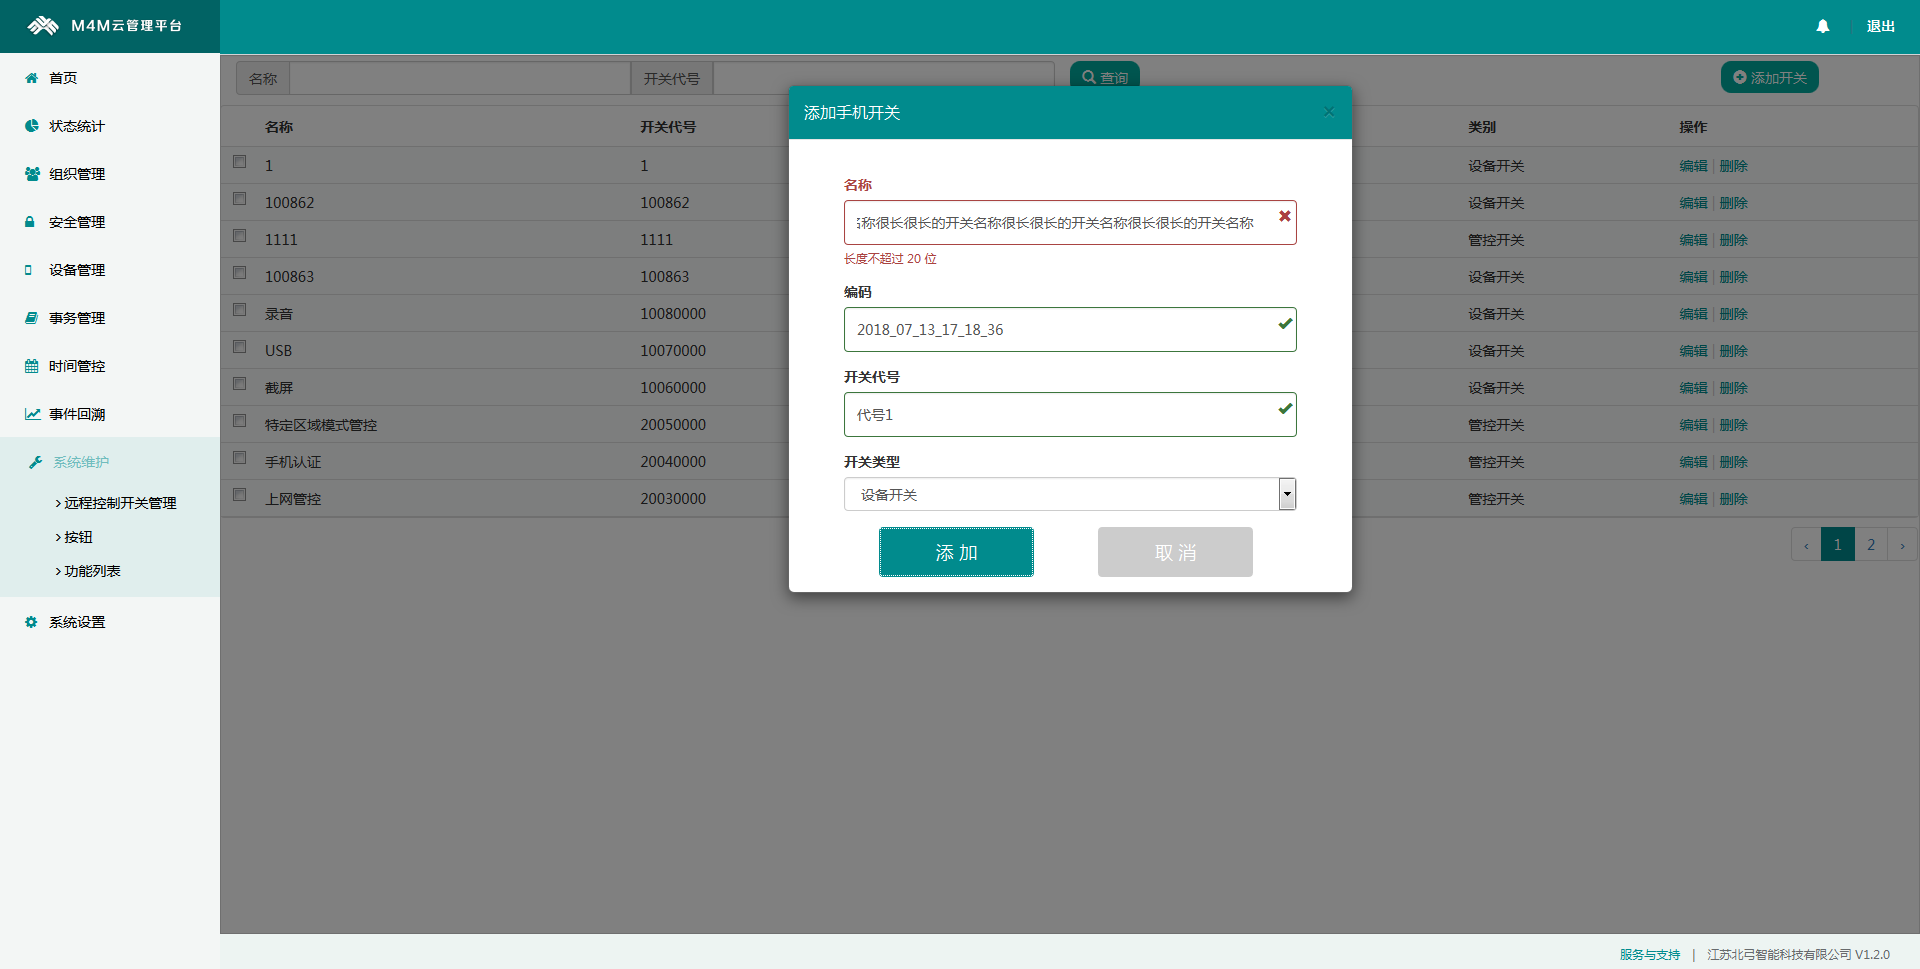 M4M云管理平台
退出
首页
状态统计
组织管理
安全管理
设备管理
事务管理
时间管控
事件回溯
系统维护
远程控制开关管理
按钮
功能列表
系统设置
名称
开关代号
查询
添加开关
名称 开关代号 类别 操作
1 1 设备开关 编辑 | 删除
100862 100862 设备开关 编辑 | 删除
1111 1111 管控开关 编辑 | 删除
100863 100863 设备开关 编辑 | 删除
录音 10080000 设备开关 编辑 | 删除
USB 10070000 设备开关 编辑 | 删除
截屏 10060000 设备开关 编辑 | 删除
特定区域模式管控 20050000 管控开关 编辑 | 删除
手机认证 20040000 管控开关 编辑 | 删除
上网管控 20030000 管控开关 编辑 | 删除
‹ 1 2 ›
添加手机开关 ×
名称
称很长很长的开关名称很长很长的开关名称很长很长的开关名称
长度不超过 20 位
编码
2018_07_13_17_18_36
开关代号
代号1
开关类型
设备开关
添 加
取 消
服务与支持 | 江苏北弓智能科技有限公司 V1.2.0